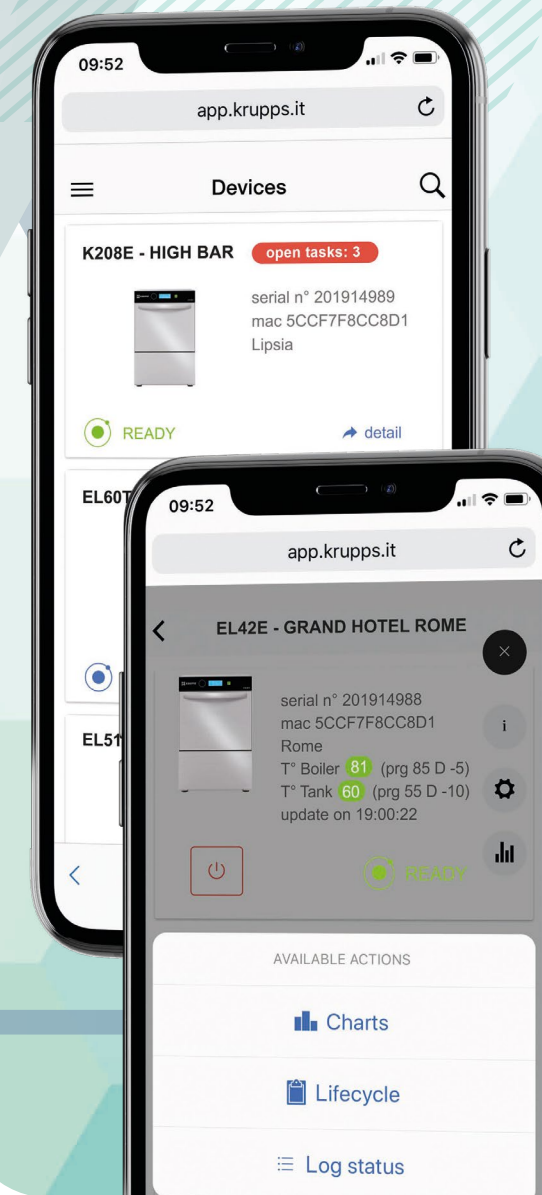 09:52
app.krupps.it
Devices
K208E - HIGH BAR
open tasks: 3
serial n° 201914989
mac 5CCF7F8CC8D1
Lipsia
READY
detail
EL60T
EL51
09:52
app.krupps.it
EL42E - GRAND HOTEL ROME
serial n° 201914988
mac 5CCF7F8CC8D1
Rome
T° Boiler 81 (prg 85 D -5)
T° Tank 60 (prg 55 D -10)
update on 19:00:22
i
READY
AVAILABLE ACTIONS
Charts
Lifecycle
Log status